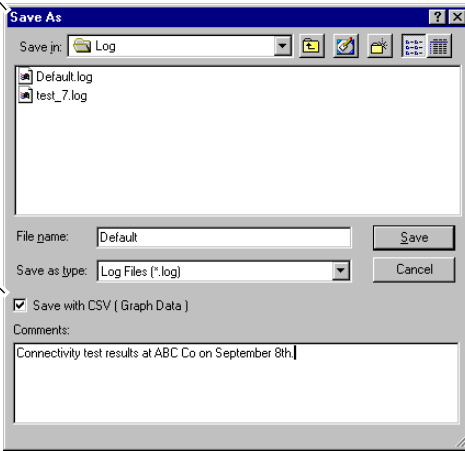 Save As
Save in: Log
Default.log
test_7.log
File name: Default Save
Save as type: Log Files (*.log) Cancel
Save with CSV ( Graph Data )
Comments:
Connectivity test results at ABC Co on September 8th.